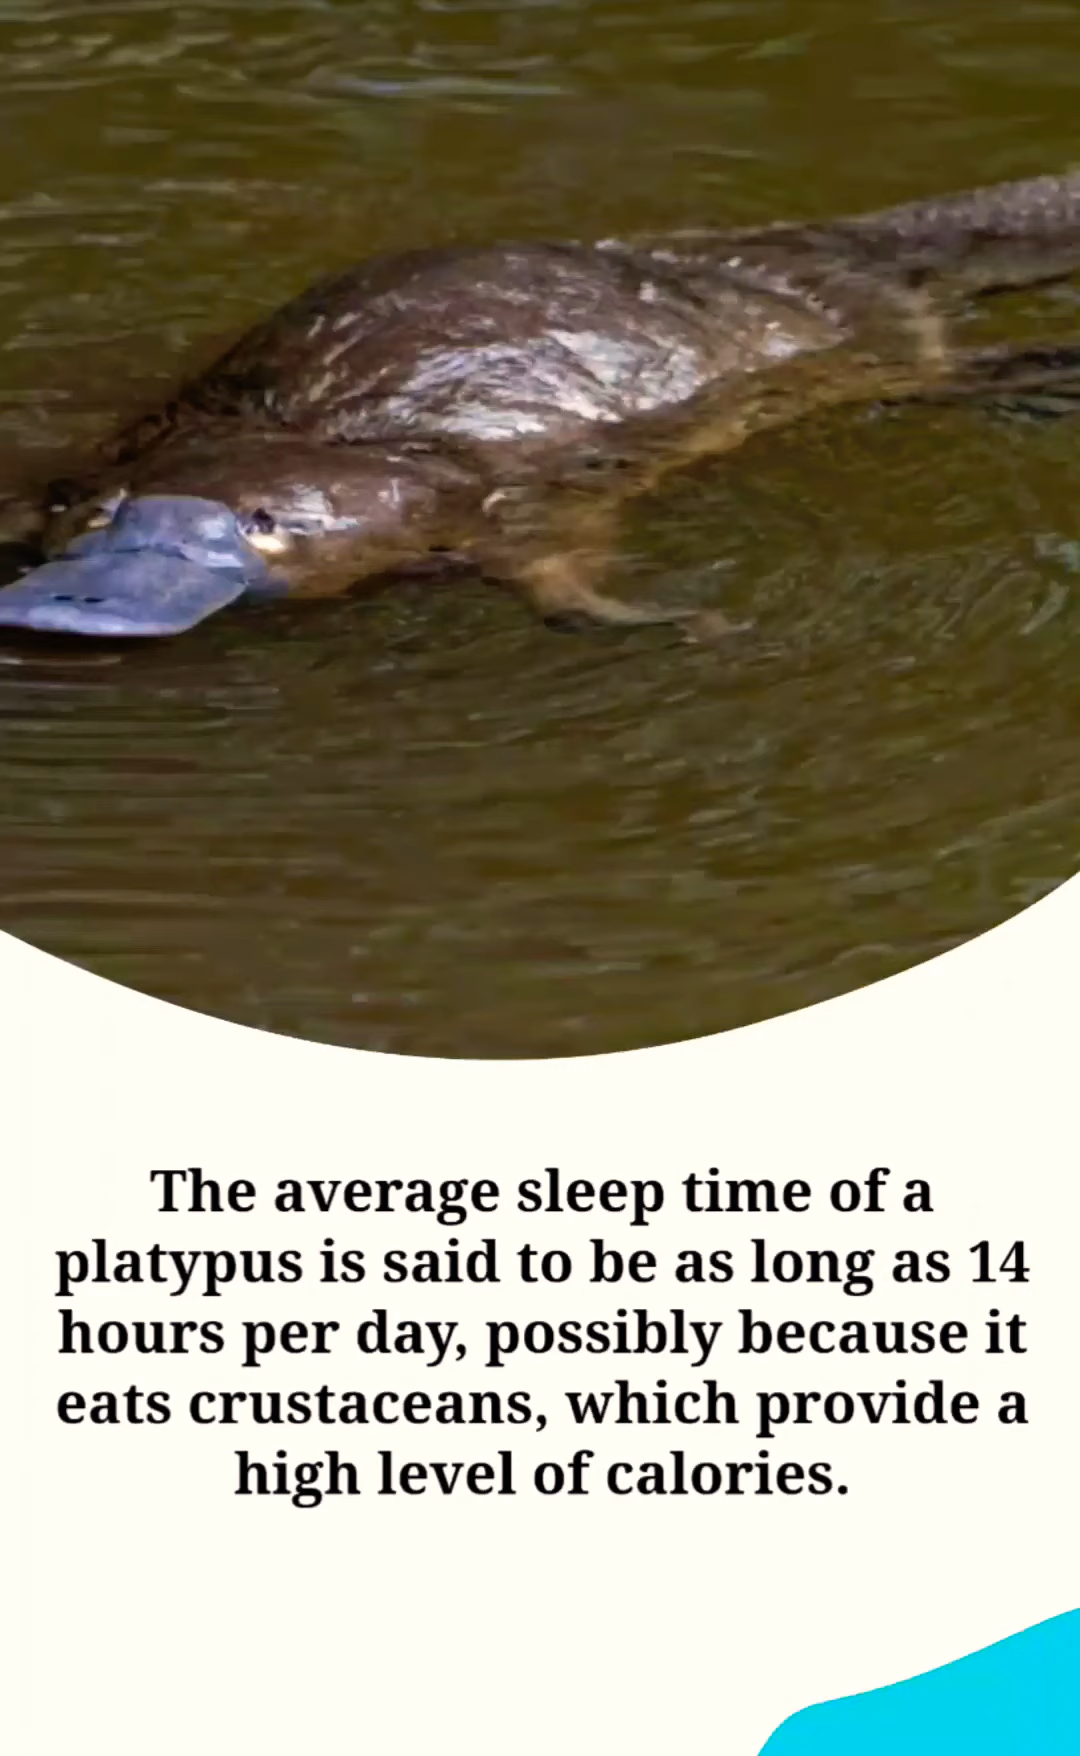 The average sleep time of a
platypus is said to be as long as 14
hours per day, possibly because it
eats crustaceans, which provide a
high level of calories.